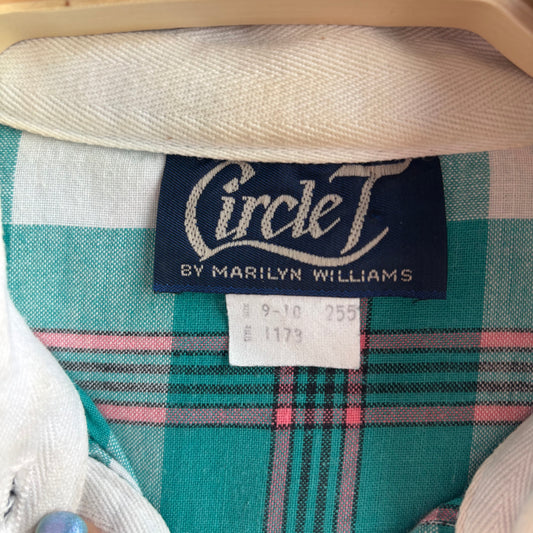 Circle T
BY MARILYN WILLIAMS
9-10 255
1173